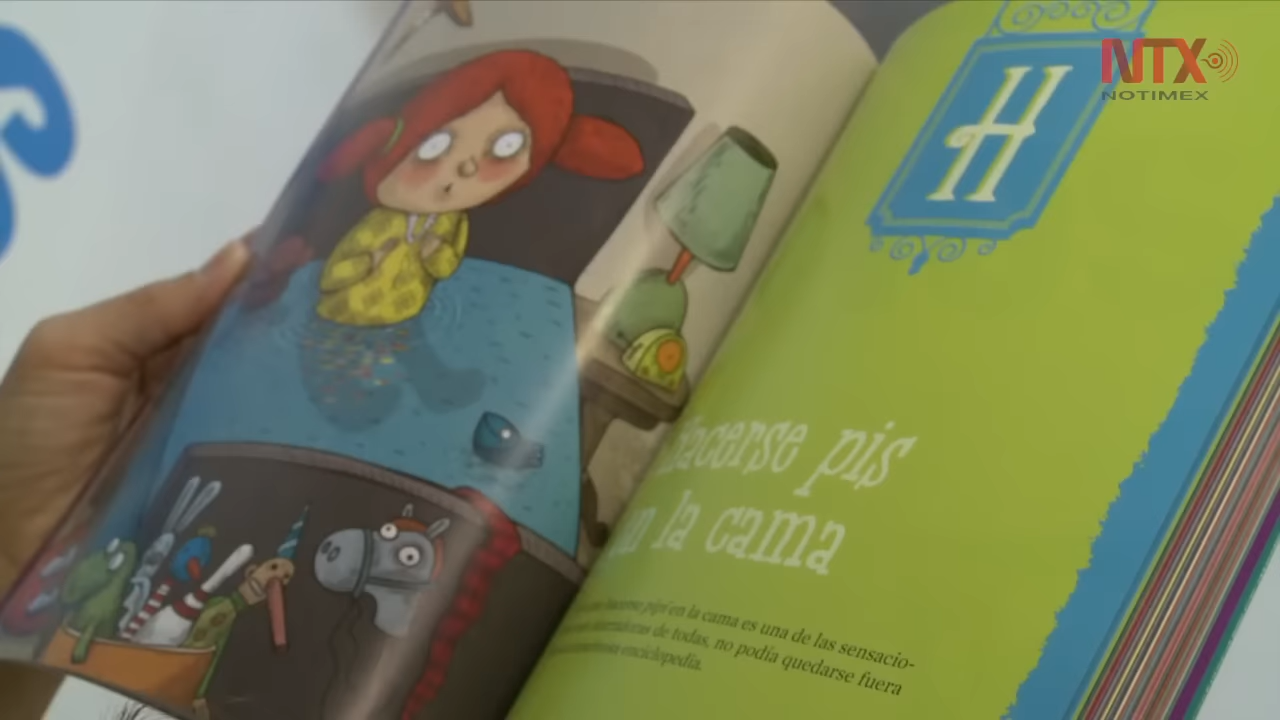 NTX
NOTIMEX
H
Hacerse pis
en la cama
hacerse pipí en la cama es una de las sensacio-
de todas, no podía quedarse fuera
enciclopedia.